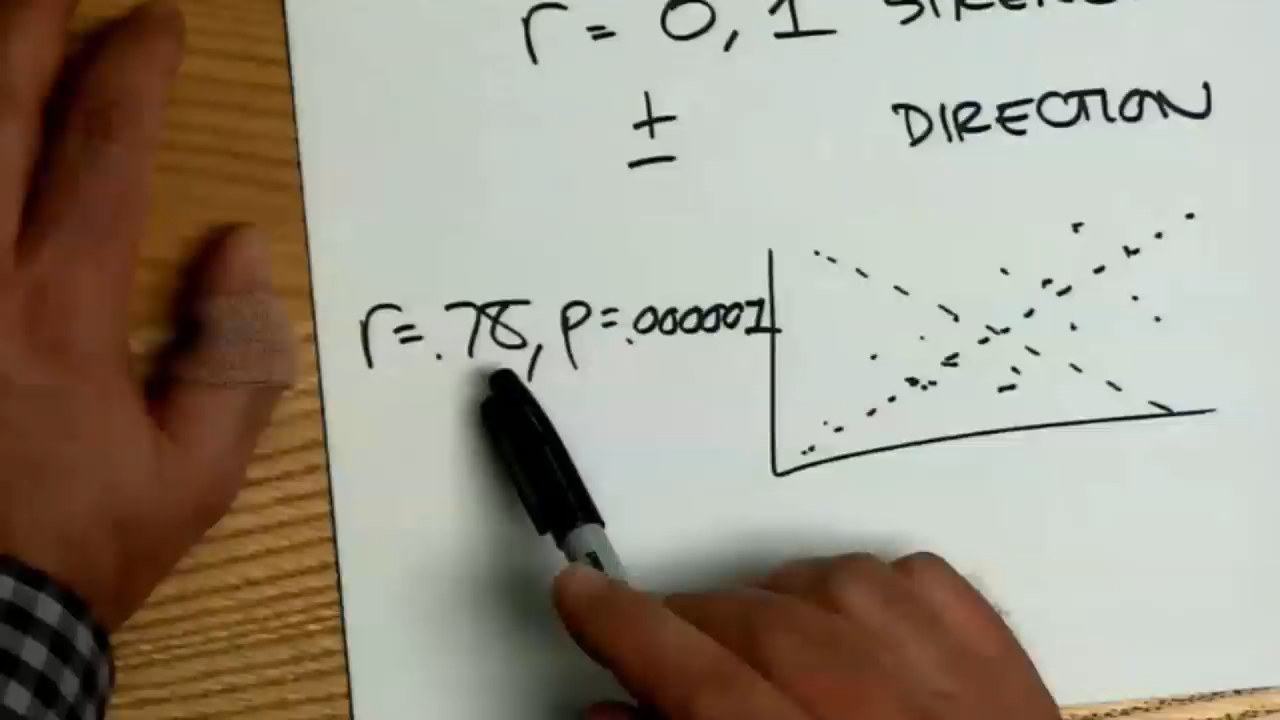 r = 0, 1
± DIRECTION
r = .78, p = .000001